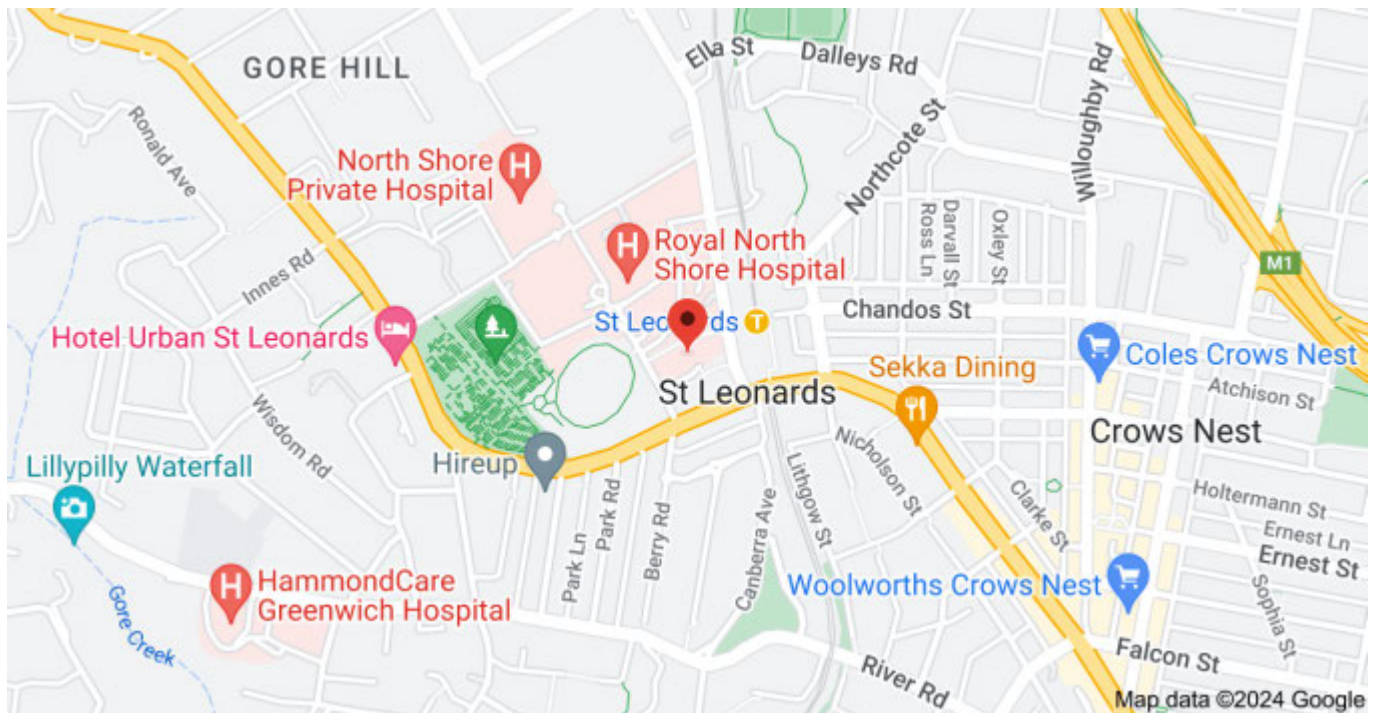 Ella St
Dalleys Rd
GORE HILL
Willoughby Rd
Ronald Ave
Northcote St
North Shore
Private Hospital
H
H
Royal North
Shore Hospital
Darvall St
Ross Ln
Oxley St
Innes Rd
M1
Chandos St
St Leo
ds
T
Hotel Urban St Leonards
Coles Crows Nest
Sekka Dining
Atchison St
St Leonards
Wisdom Rd
Crows Nest
Nicholson St
Lillypilly Waterfall
Hireup
Lithgow St
Clarke St
Holtermann St
Park Rd
Berry Rd
Canberra Ave
Park Ln
Ernest Ln
Ernest St
H
HammondCare
Greenwich Hospital
Woolworths Crows Nest
Sophia St
Gore Creek
River Rd
Falcon St
Map data ©2024 Google